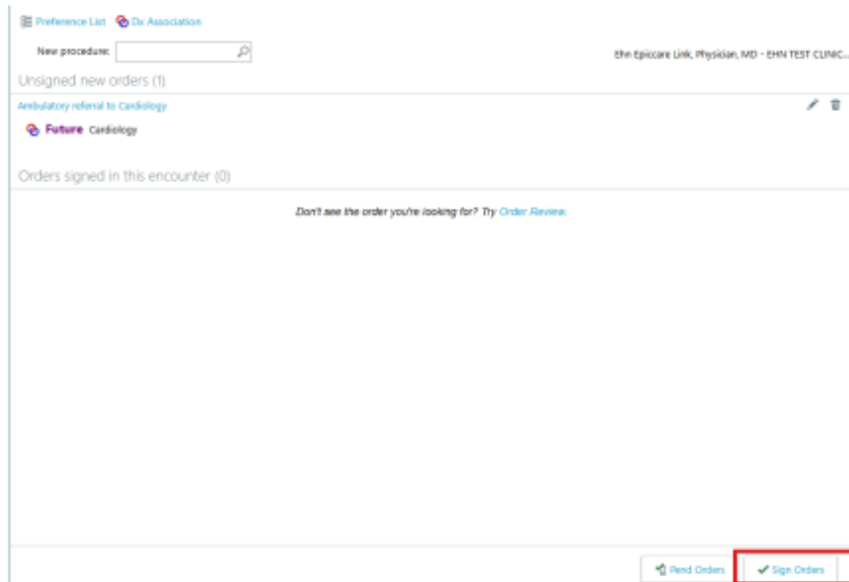 Preference List Dx Association
New procedure:
Ehn Epiccare Link, Physician, MD - EHN TEST CLINIC...
Unsigned new orders (1)
Ambulatory referral to Cardiology
Future Cardiology
Orders signed in this encounter (0)
Don't see the order you're looking for? Try Order Review.
Pend Orders Sign Orders